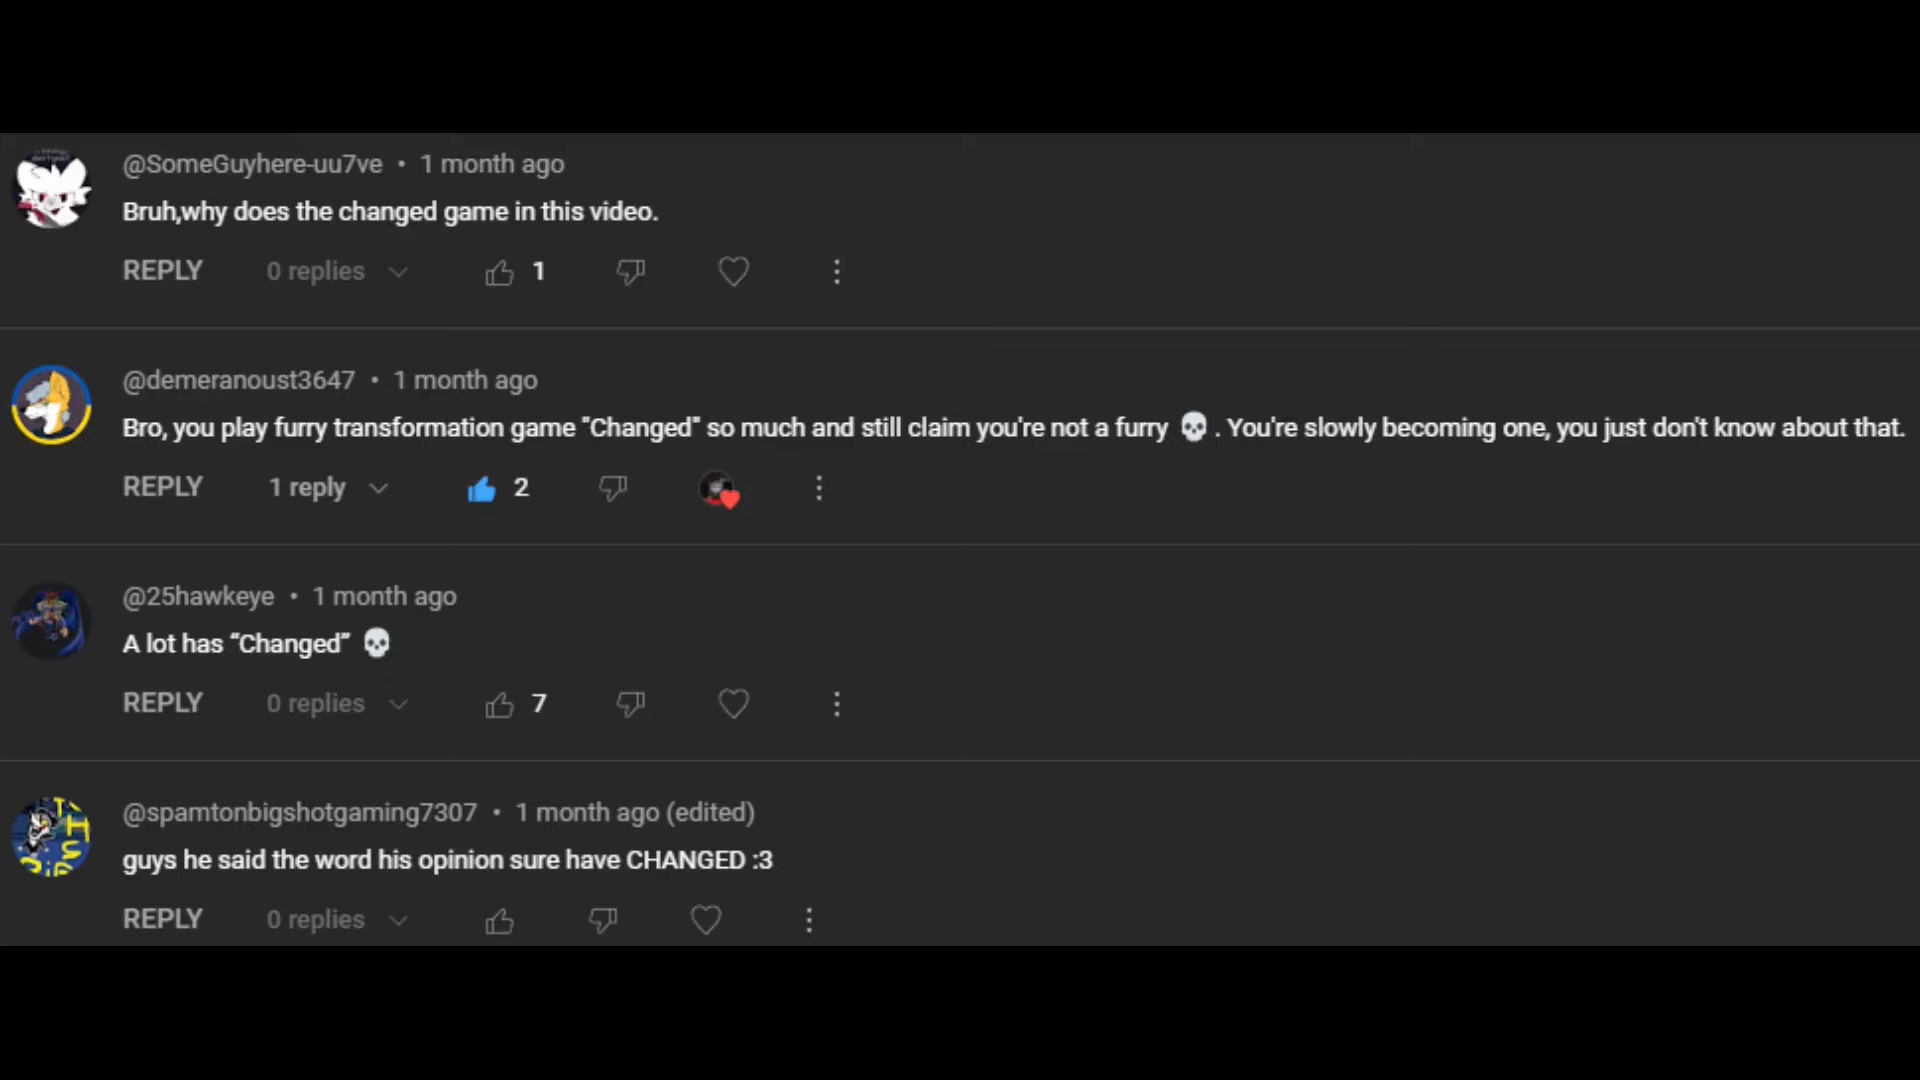 @SomeGuyhere-uu7ve • 1 month ago
Bruh,why does the changed game in this video.
REPLY 0 replies 1
@demeranoust3647 • 1 month ago
Bro, you play furry transformation game "Changed" so much and still claim you're not a furry 💀 . You're slowly becoming one, you just don't know about that.
REPLY 1 reply 2
@25hawkeye • 1 month ago
A lot has “Changed” 💀
REPLY 0 replies 7
@spamtonbigshotgaming7307 • 1 month ago (edited)
guys he said the word his opinion sure have CHANGED :3
REPLY 0 replies